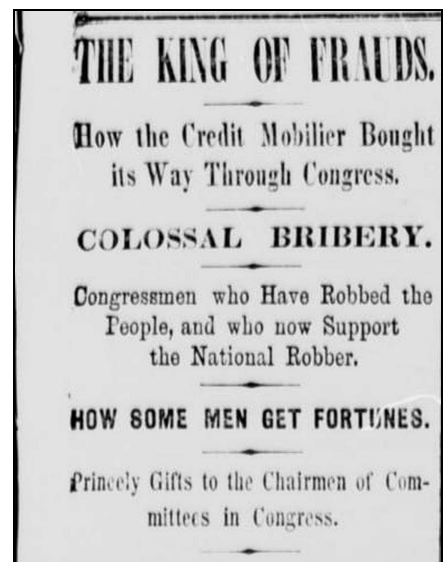 THE KING OF FRAUDS.
How the Credit Mobilier Bought
its Way Through Congress.
COLOSSAL BRIBERY.
Congressmen who Have Robbed the
People, and who now Support
the National Robber.
HOW SOME MEN GET FORTUNES.
Princely Gifts to the Chairmen of Com-
mittees in Congress.